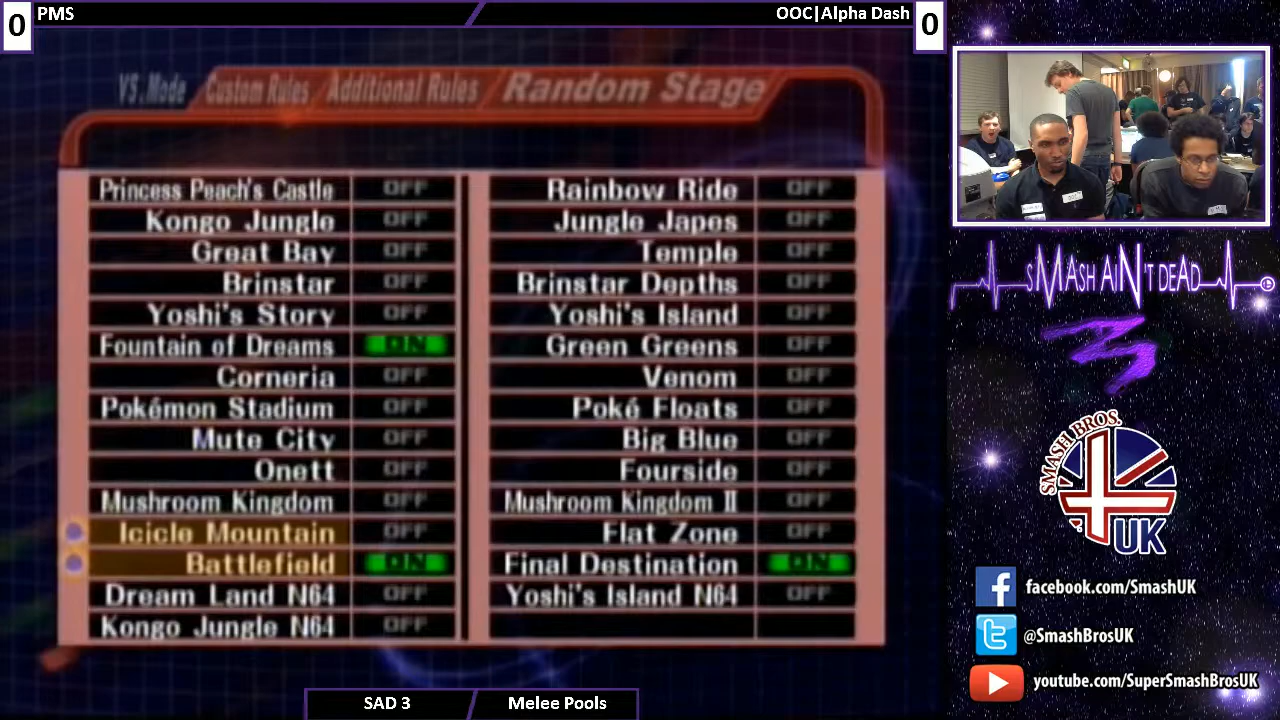 0 PMS OOC|Alpha Dash 0
VS. Mode Custom Rules Additional Rules Random Stage
Princess Peach's Castle OFF Rainbow Ride OFF
Kongo Jungle OFF Jungle Japes OFF
Great Bay OFF Temple OFF
Brinstar OFF Brinstar Depths OFF
Yoshi's Story OFF Yoshi's Island OFF
Fountain of Dreams ON Green Greens OFF
Corneria OFF Venom OFF
Pokémon Stadium OFF Poké Floats OFF
Mute City OFF Big Blue OFF
Onett OFF Fourside OFF
Mushroom Kingdom OFF Mushroom Kingdom II OFF
Icicle Mountain OFF Flat Zone OFF
Battlefield ON Final Destination ON
Dream Land N64 OFF Yoshi's Island N64 OFF
Kongo Jungle N64 OFF
SMASH AIN'T DEAD
3
SMASH BROS.
UK
facebook.com/SmashUK
@SmashBrosUK
youtube.com/SuperSmashBrosUK
SAD 3 Melee Pools